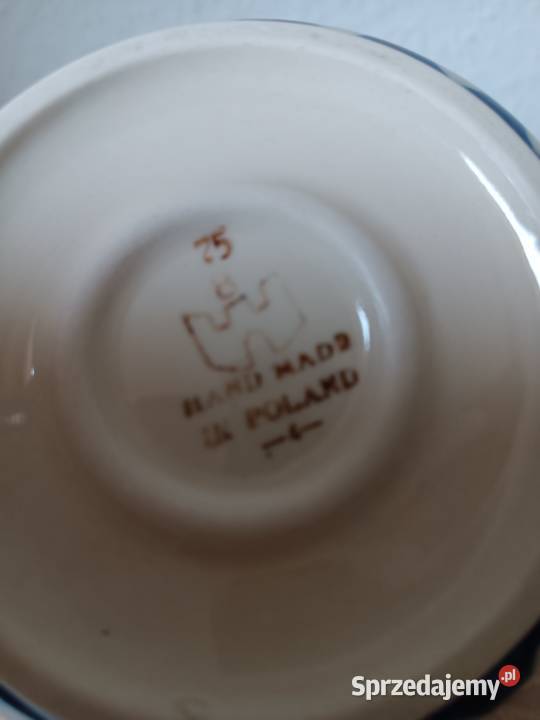 75
HAND MADE
IN POLAND
Sprzedajemy.pl